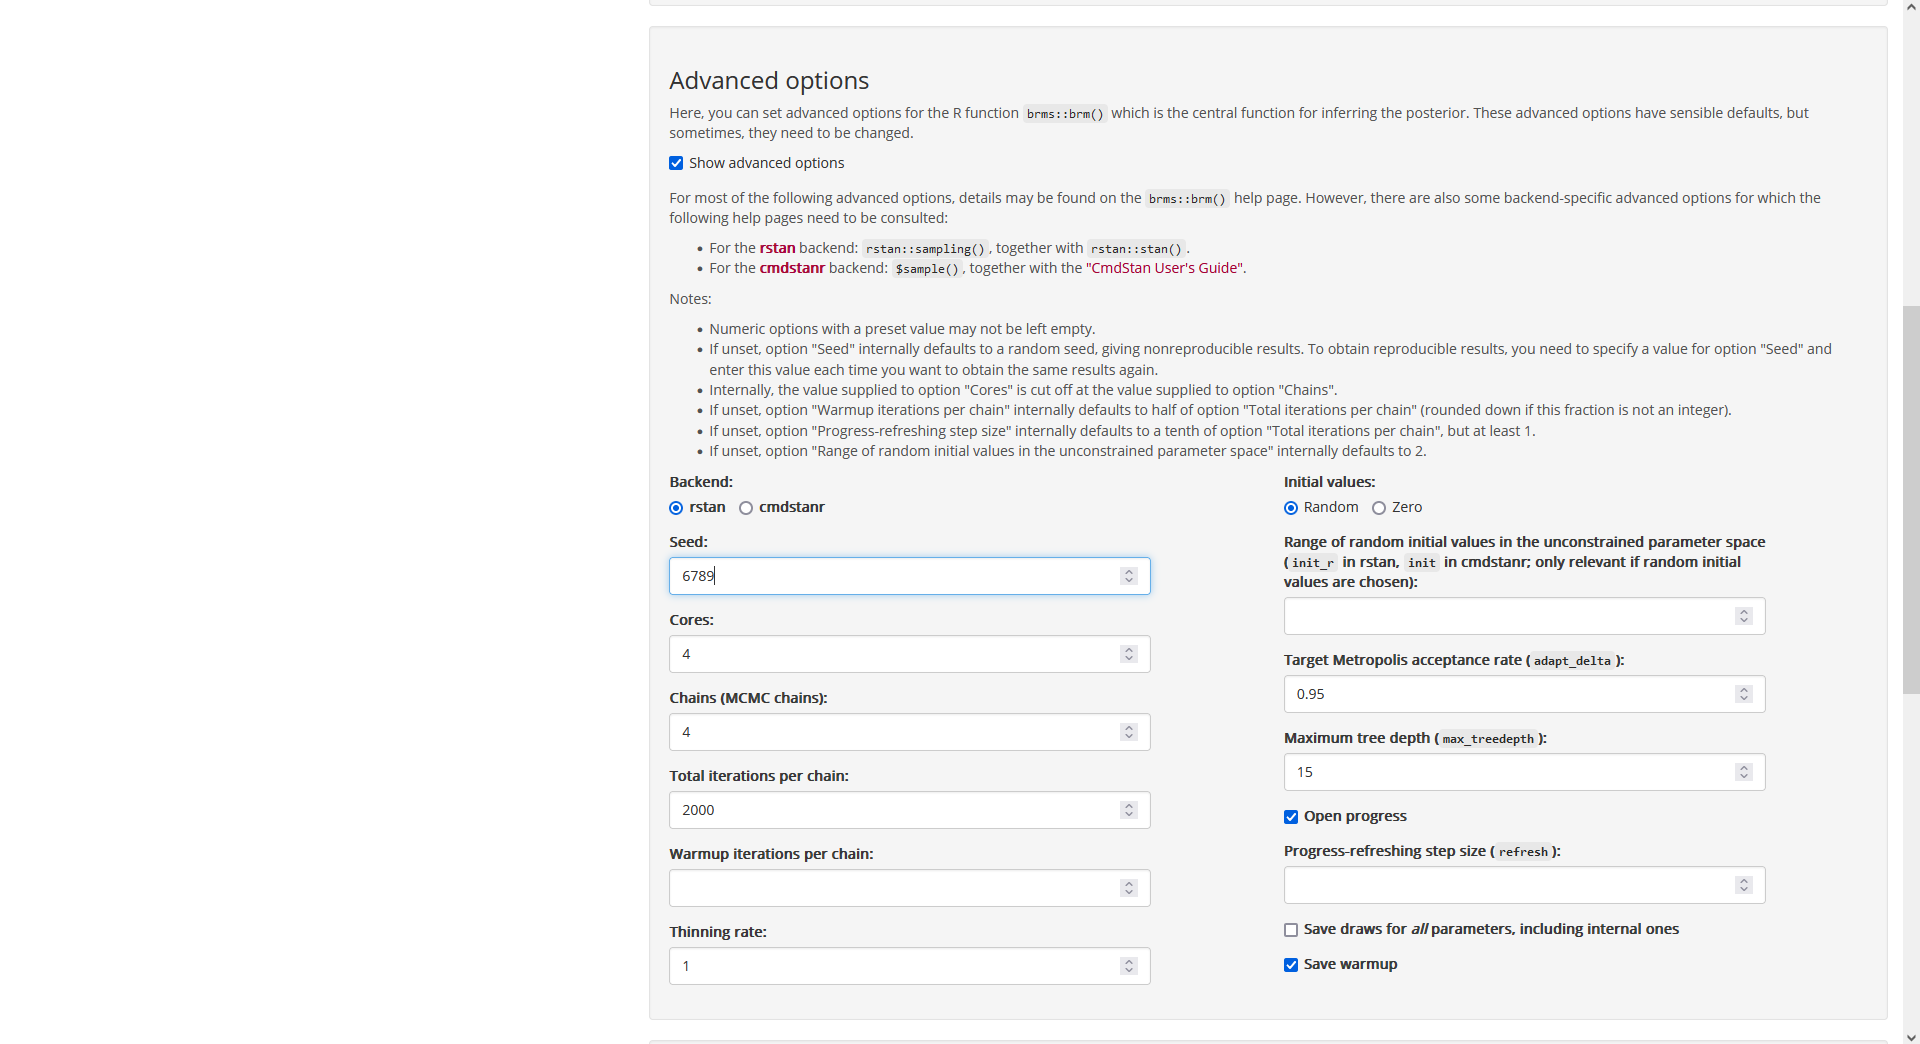 Advanced options
Here, you can set advanced options for the R function brms::brm() which is the central function for inferring the posterior. These advanced options have sensible defaults, but
sometimes, they need to be changed.
Show advanced options
For most of the following advanced options, details may be found on the brms::brm() help page. However, there are also some backend-specific advanced options for which the
following help pages need to be consulted:
• For the rstan backend: rstan::sampling(), together with rstan::stan().
• For the cmdstanr backend: $sample(), together with the "CmdStan User's Guide".
Notes:
• Numeric options with a preset value may not be left empty.
• If unset, option "Seed" internally defaults to a random seed, giving nonreproducible results. To obtain reproducible results, you need to specify a value for option "Seed" and
enter this value each time you want to obtain the same results again.
• Internally, the value supplied to option "Cores" is cut off at the value supplied to option "Chains".
• If unset, option "Warmup iterations per chain" internally defaults to half of option "Total iterations per chain" (rounded down if this fraction is not an integer).
• If unset, option "Progress-refreshing step size" internally defaults to a tenth of option "Total iterations per chain", but at least 1.
• If unset, option "Range of random initial values in the unconstrained parameter space" internally defaults to 2.
Backend:
rstan cmdstanr
Seed:
6789
Cores:
4
Chains (MCMC chains):
4
Total iterations per chain:
2000
Warmup iterations per chain:
Thinning rate:
1
Initial values:
Random Zero
Range of random initial values in the unconstrained parameter space
(init_r in rstan, init in cmdstanr; only relevant if random initial
values are chosen):
Target Metropolis acceptance rate (adapt_delta):
0.95
Maximum tree depth (max_treedepth):
15
Open progress
Progress-refreshing step size (refresh):
Save draws for all parameters, including internal ones
Save warmup